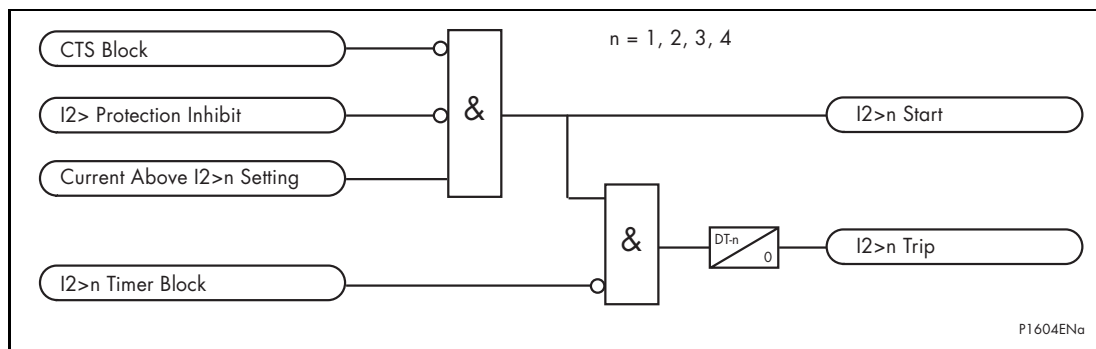 CTS Block
n = 1, 2, 3, 4
I2> Protection Inhibit
&
I2>n Start
Current Above I2>n Setting
&
DT-n
0
I2>n Trip
I2>n Timer Block
P1604ENa